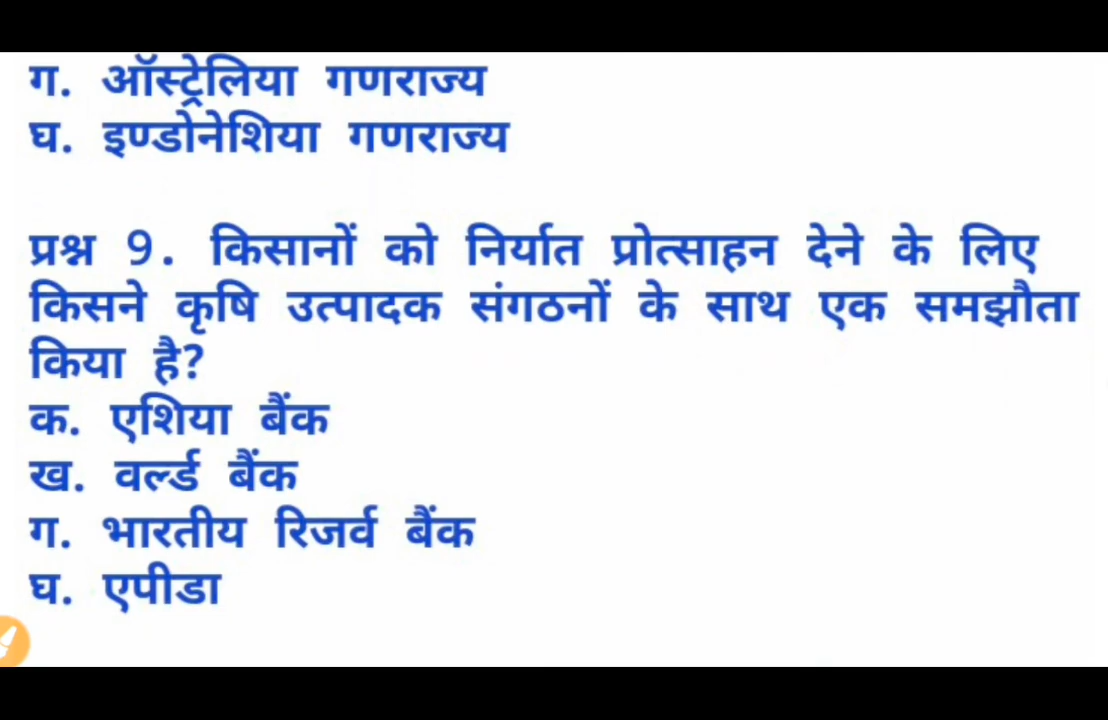 ग. ऑस्ट्रेलिया गणराज्य
घ. इण्डोनेशिया गणराज्य
प्रश्न 9. किसानों को निर्यात प्रोत्साहन देने के लिए
किसने कृषि उत्पादक संगठनों के साथ एक समझौता
किया है?
क. एशिया बैंक
ख. वर्ल्ड बैंक
ग. भारतीय रिजर्व बैंक
घ. एपीडा